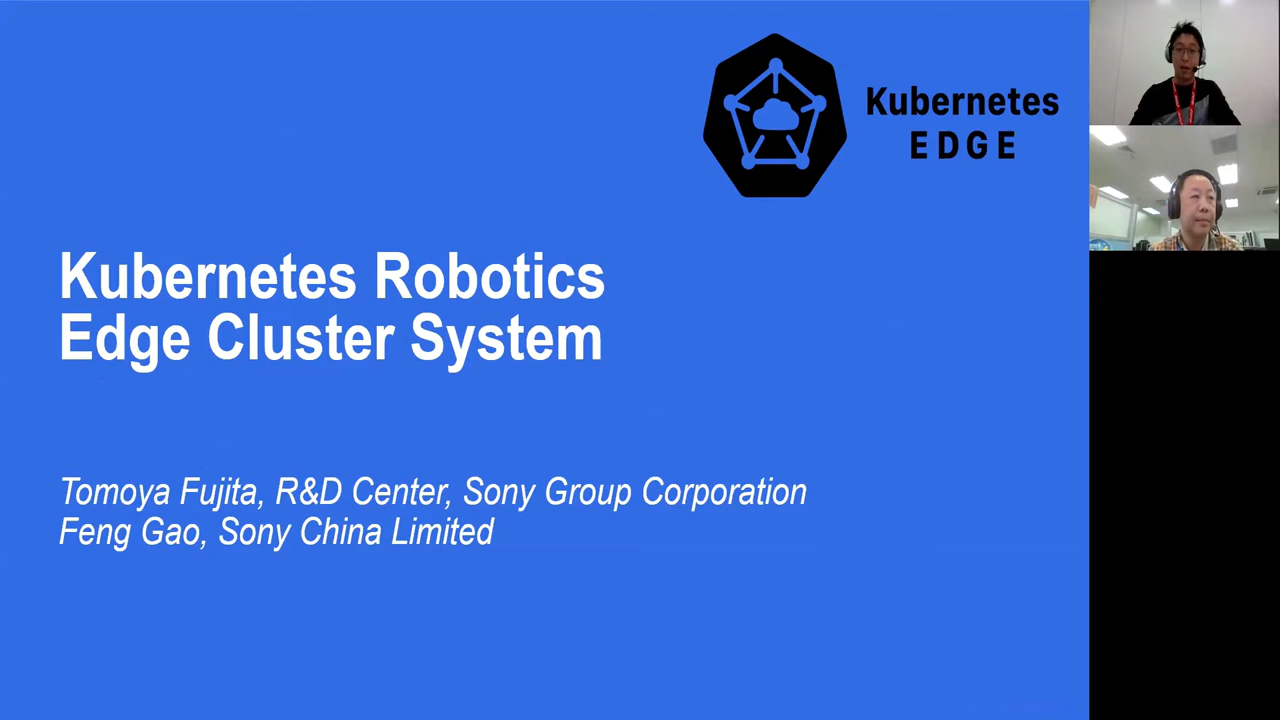 Kubernetes
EDGE
Kubernetes Robotics
Edge Cluster System
Tomoya Fujita, R&D Center, Sony Group Corporation
Feng Gao, Sony China Limited